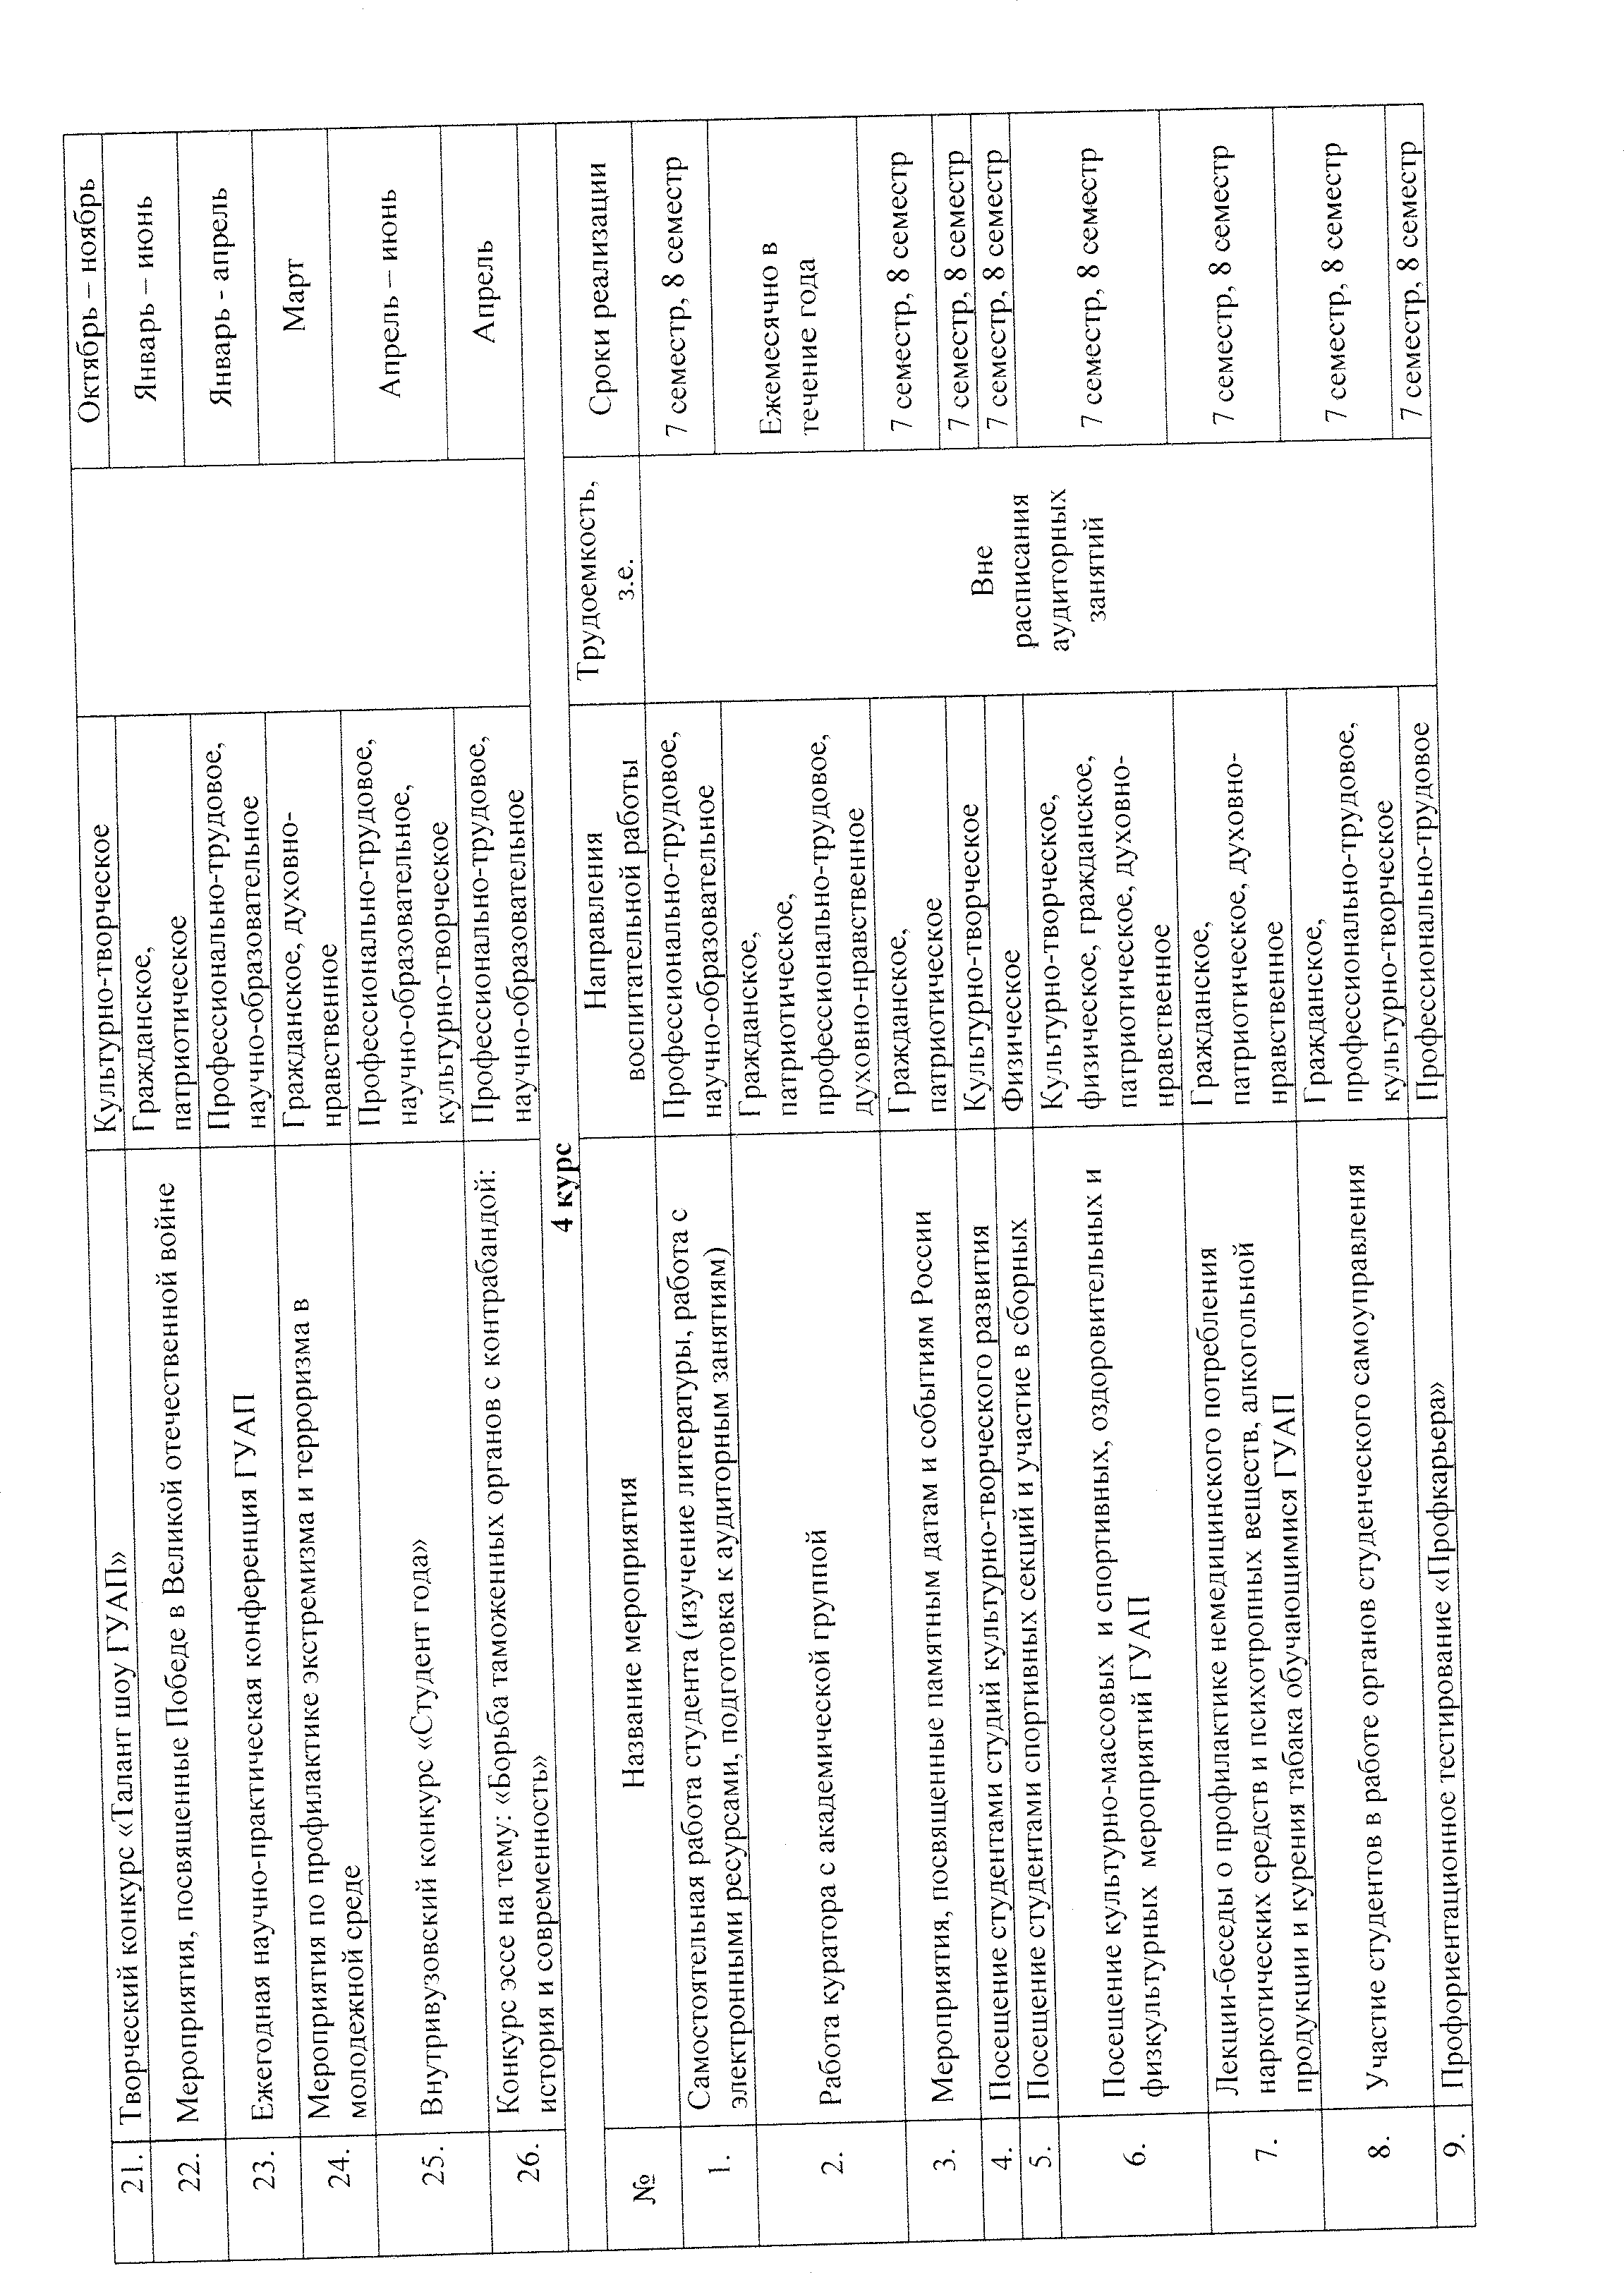 21. Творческий конкурс «Талант шоу ГУАП» Культурно-творческое Октябрь – ноябрь
22. Мероприятия, посвященные Победе в Великой отечественной войне Гражданское,
патриотическое Январь – июнь
23. Ежегодная научно-практическая конференция ГУАП Профессионально-трудовое,
научно-образовательное Январь - апрель
24. Мероприятия по профилактике экстремизма и терроризма в
молодежной среде Гражданское, духовно-
нравственное Март
25. Внутривузовский конкурс «Студент года» Профессионально-трудовое,
научно-образовательное,
культурно-творческое Апрель – июнь
26. Конкурс эссе на тему: «Борьба таможенных органов с контрабандой:
история и современность» Профессионально-трудовое,
научно-образовательное Апрель
4 курс
№ Название мероприятия Направления
воспитательной работы Трудоемкость,
з.е. Сроки реализации
1. Самостоятельная работа студента (изучение литературы, работа с
электронными ресурсами, подготовка к аудиторным занятиям) Профессионально-трудовое,
научно-образовательное 7 семестр, 8 семестр
2. Работа куратора с академической группой Гражданское,
патриотическое,
профессионально-трудовое,
духовно-нравственное Ежемесячно в
течение года
3. Мероприятия, посвященные памятным датам и событиям России Гражданское,
патриотическое 7 семестр, 8 семестр
4. Посещение студентами студий культурно-творческого развития Культурно-творческое 7 семестр, 8 семестр
5. Посещение студентами спортивных секций и участие в сборных Физическое 7 семестр, 8 семестр
Вне
расписания
аудиторных
занятий
6. Посещение культурно-массовых и спортивных, оздоровительных и
физкультурных мероприятий ГУАП Культурно-творческое,
физическое, гражданское,
патриотическое, духовно-
нравственное 7 семестр, 8 семестр
7. Лекции-беседы о профилактике немедицинского потребления
наркотических средств и психотропных веществ, алкогольной
продукции и курения табака обучающимися ГУАП Гражданское,
патриотическое, духовно-
нравственное 7 семестр, 8 семестр
8. Участие студентов в работе органов студенческого самоуправления Гражданское,
профессионально-трудовое,
культурно-творческое 7 семестр, 8 семестр
9. Профориентационное тестирование «Профкарьера» Профессионально-трудовое 7 семестр, 8 семестр